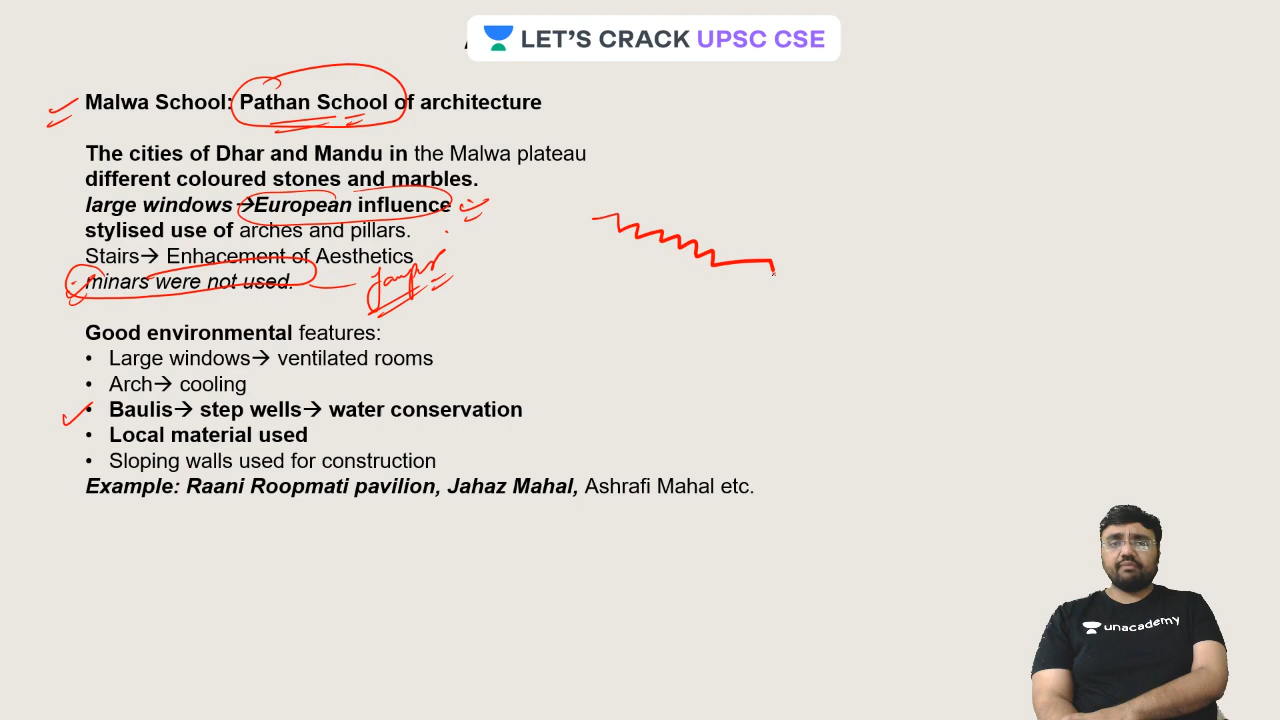 LET'S CRACK UPSC CSE
Malwa School: Pathan School of architecture
The cities of Dhar and Mandu in the Malwa plateau
different coloured stones and marbles.
large windows →European influence
stylised use of arches and pillars.
Stairs→ Enhacement of Aesthetics
minars were not used.
Good environmental features:
• Large windows→ ventilated rooms
• Arch→ cooling
• Baulis→ step wells→ water conservation
• Local material used
• Sloping walls used for construction
Example: Raani Roopmati pavilion, Jahaz Mahal, Ashrafi Mahal etc.
unacademy